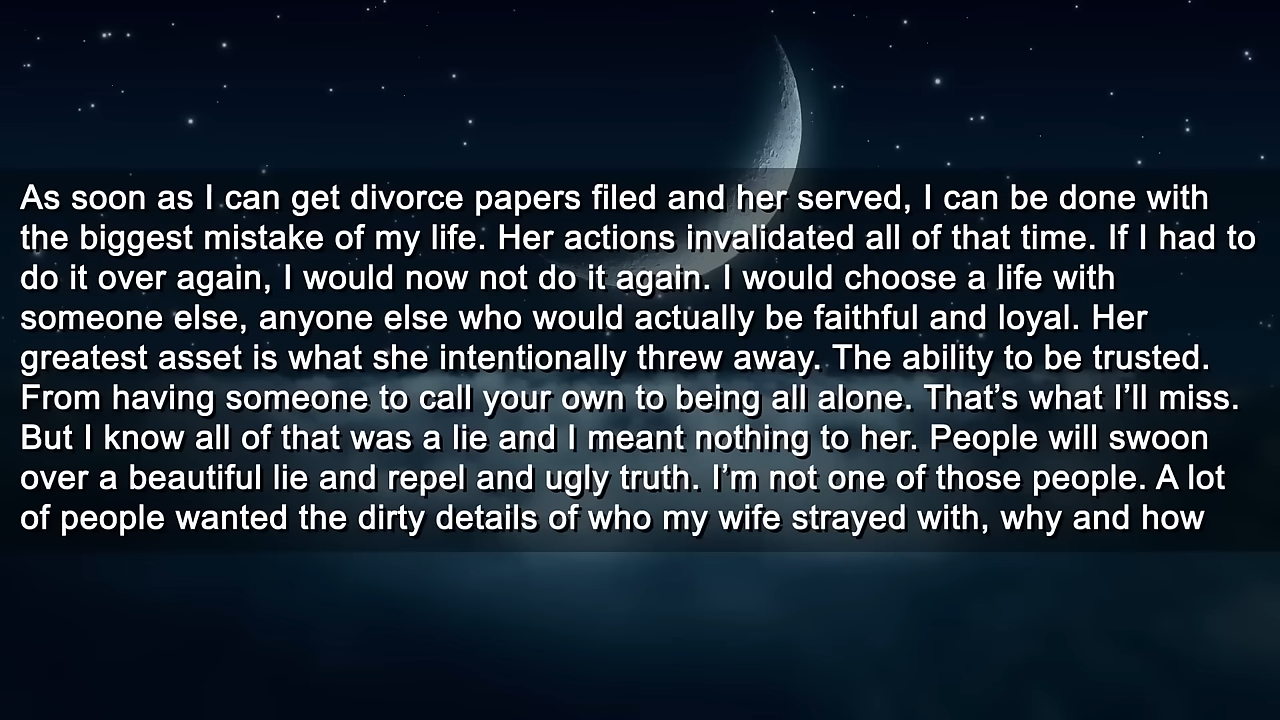 As soon as I can get divorce papers filed and her served, I can be done with
the biggest mistake of my life. Her actions invalidated all of that time. If I had to
do it over again, I would now not do it again. I would choose a life with
someone else, anyone else who would actually be faithful and loyal. Her
greatest asset is what she intentionally threw away. The ability to be trusted.
From having someone to call your own to being all alone. That’s what I’ll miss.
But I know all of that was a lie and I meant nothing to her. People will swoon
over a beautiful lie and repel and ugly truth. I’m not one of those people. A lot
of people wanted the dirty details of who my wife strayed with, why and how